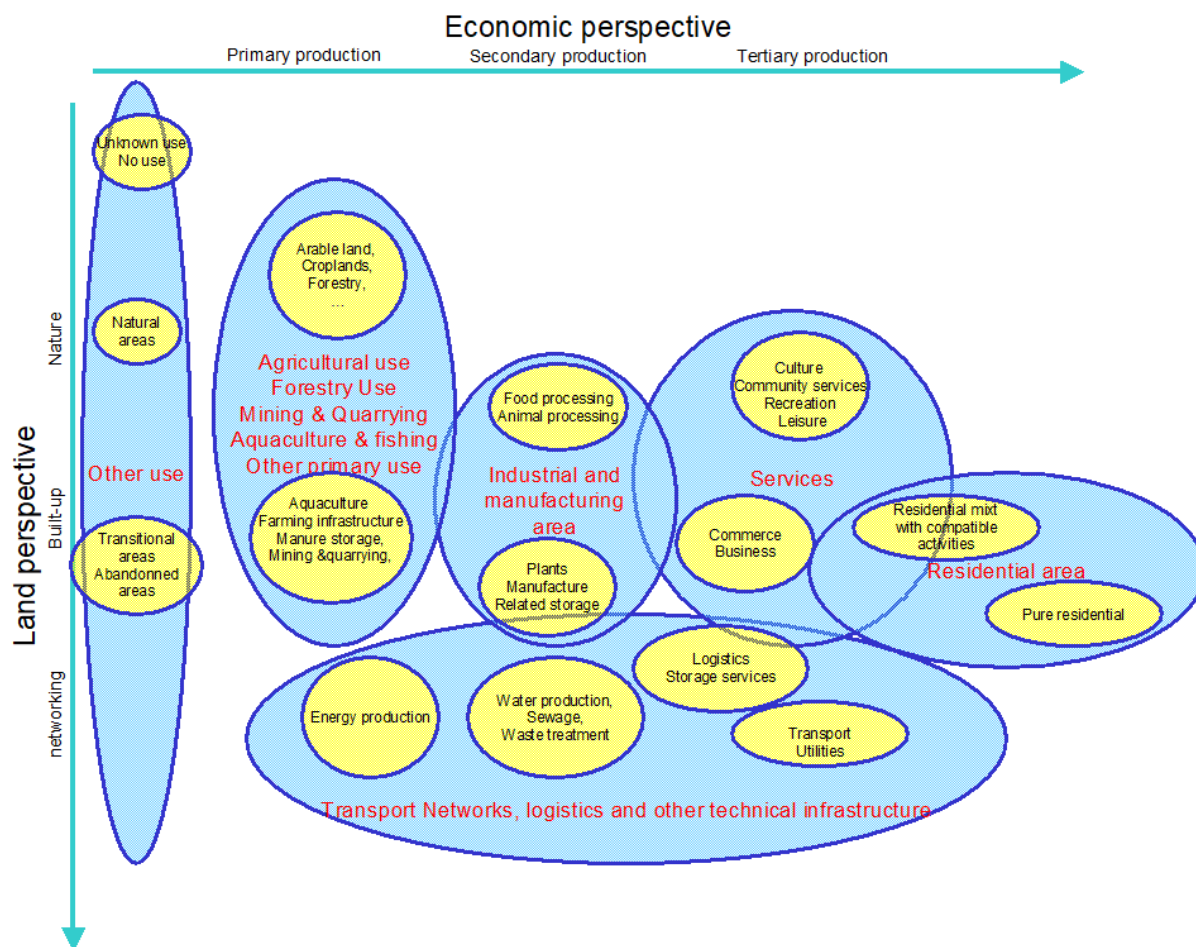 Economic perspective
Primary production
Secondary production
Tertiary production
Land perspective
Nature
Built-up
networking
Unknown use
No use
Natural
areas
Other use
Transitional
areas
Abandonned
areas
Arable land,
Croplands,
Forestry,
...
Agricultural use
Forestry Use
Mining & Quarrying
Aquaculture & fishing
Other primary use
Aquaculture
Farming infrastructure
Manure storage,
Mining &quarrying,
Food processing
Animal processing
Industrial and
manufacturing
area
Plants
Manufacture
Related storage
Culture
Community services
Recreation
Leisure
Services
Commerce
Business
Residential mixt
with compatible
activities
Residential area
Pure residential
Energy production
Water production,
Sewage,
Waste treatment
Logistics
Storage services
Transport
Utilities
Transport Networks, logistics and other technical infrastructure